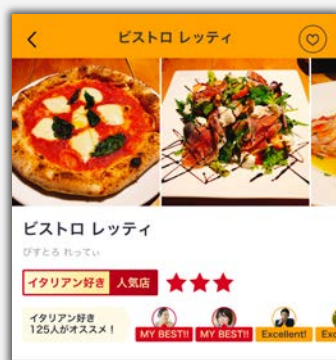 ビストロ レッティ
ビストロ レッティ
びすとろ れってぃ
イタリアン好き 人気店
イタリアン好き
125人がオススメ!
MY BEST!! MY BEST!! Excellent! Exc